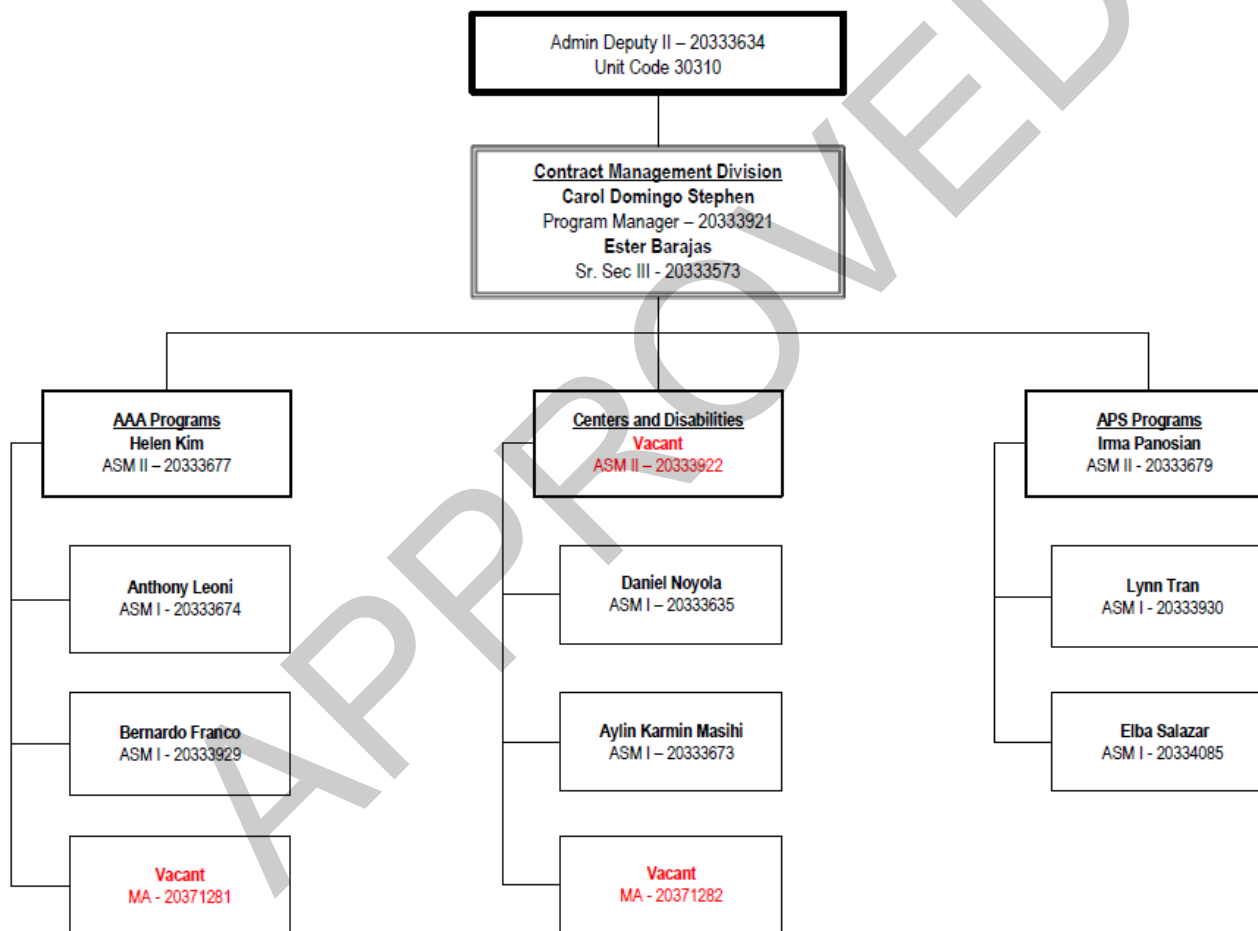 Admin Deputy II – 20333634
Unit Code 30310
Contract Management Division
Carol Domingo Stephen
Program Manager – 20333921
Ester Barajas
Sr. Sec III - 20333573
AAA Programs
Helen Kim
ASM II – 20333677
Anthony Leoni
ASM I - 20333674
Bernardo Franco
ASM I - 20333929
Vacant
MA - 20371281
Centers and Disabilities
Vacant
ASM II – 20333922
Daniel Noyola
ASM I – 20333635
Aylin Karmin Masihi
ASM I – 20333673
Vacant
MA - 20371282
APS Programs
Irma Panosian
ASM II - 20333679
Lynn Tran
ASM I - 20333930
Elba Salazar
ASM I - 20334085
APPROVED